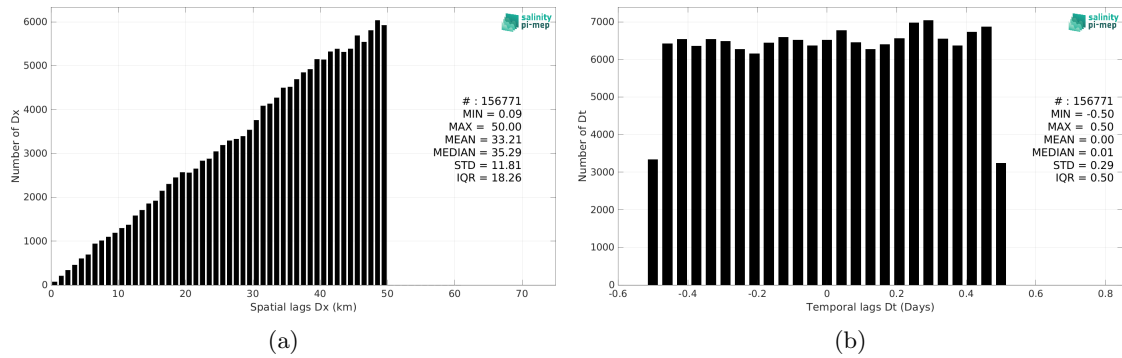 salinity
pi-mep
6000
5000
4000
3000
2000
1000
0
Number of Dx
# : 156771
MIN = 0.09
MAX = 50.00
MEAN = 33.21
MEDIAN = 35.29
STD = 11.81
IQR = 18.26
0 10 20 30 40 50 60 70
Spatial lags Dx (km)
(a)
salinity
pi-mep
7000
6000
5000
4000
3000
2000
1000
0
Number of Dt
# : 156771
MIN = -0.50
MAX = 0.50
MEAN = 0.00
MEDIAN = 0.01
STD = 0.29
IQR = 0.50
-0.6 -0.4 -0.2 0 0.2 0.4 0.6 0.8
Temporal lags Dt (Days)
(b)